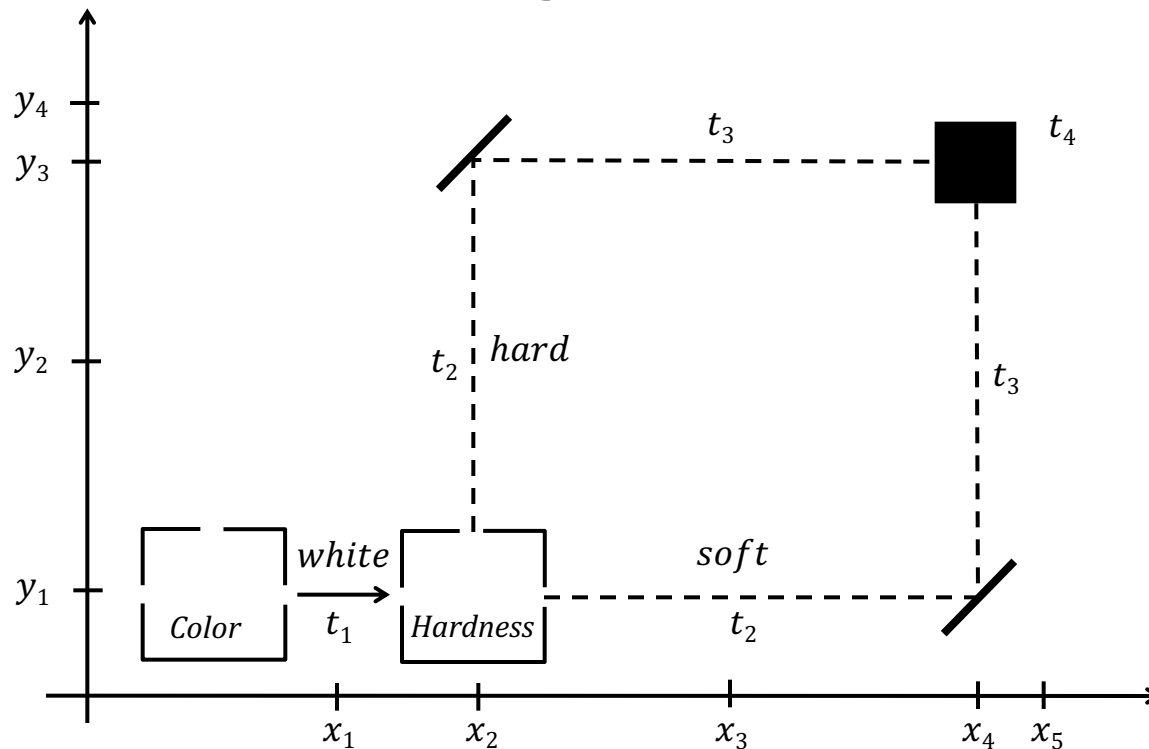 y₄
t₃
t₄
y₃
y₂
t₂
hard
t₃
white
soft
y₁
Color
t₁
Hardness
t₂
x₁
x₂
x₃
x₄
x₅